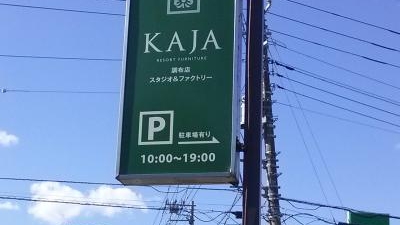 KAJA
RESORT FURNITURE
調布店
スタジオ&ファクトリー
P 駐車場有り
10:00〜19:00